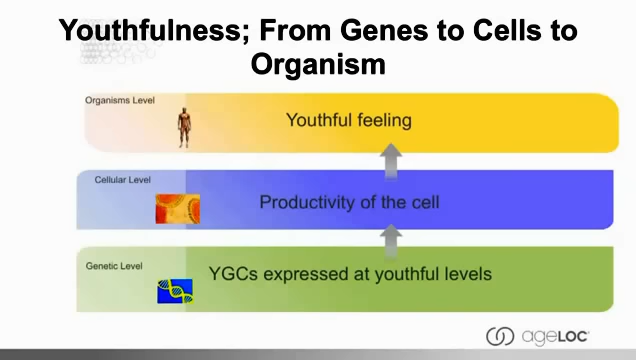 Youthfulness; From Genes to Cells to
Organism
Organisms Level
Youthful feeling
Cellular Level
Productivity of the cell
Genetic Level
YGCs expressed at youthful levels
ageLOC